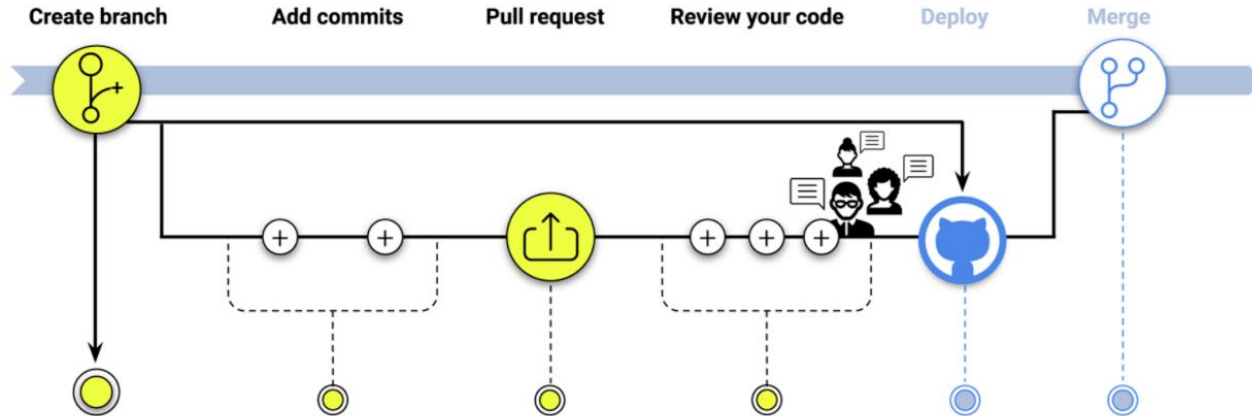 Create branch
Add commits
Pull request
Review your code
Deploy
Merge